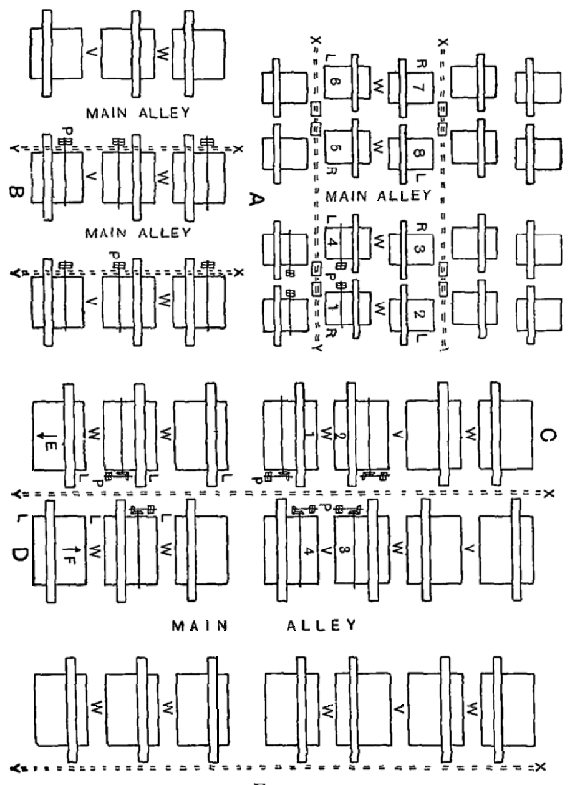 X X
L R
6 W 7
V W
MAIN ALLEY
P
Y X
5 W 8
R L
B V W
A MAIN ALLEY
MAIN ALLEY
L R
4 W 3
P
P
Y X
V W
1 W 2
R L
Y Y
E W W 1 W 2 V W C
L L L
P P
Y X
L L L P
D F W W 4 V 3 W V
MAIN ALLEY
W W W V W
Y X